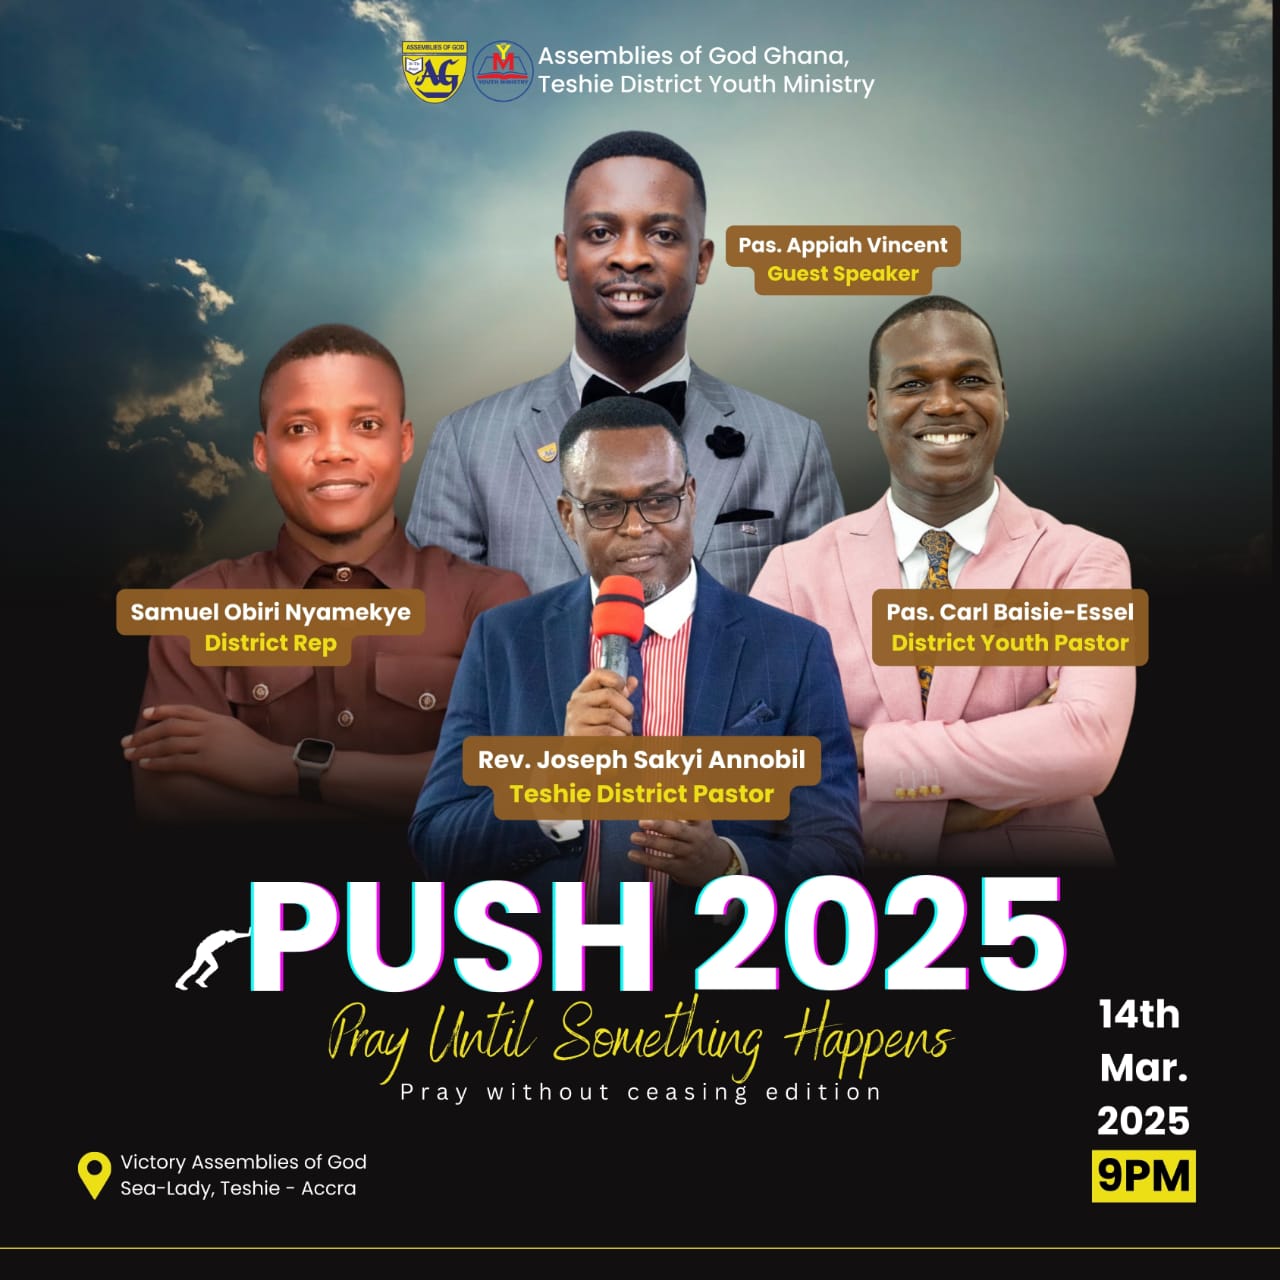 ASSEMBLIES OF GOD
AG
YM
YOUTH MINISTRY
Assemblies of God Ghana,
Teshie District Youth Ministry
Pas. Appiah Vincent
Guest Speaker
Samuel Obiri Nyamekye
District Rep
Pas. Carl Baisie-Essel
District Youth Pastor
Rev. Joseph Sakyi Annobil
Teshie District Pastor
PUSH 2025
Pray Until Something Happens
Pray without ceasing edition
14th
Mar.
2025
9PM
Victory Assemblies of God
Sea-Lady, Teshie - Accra